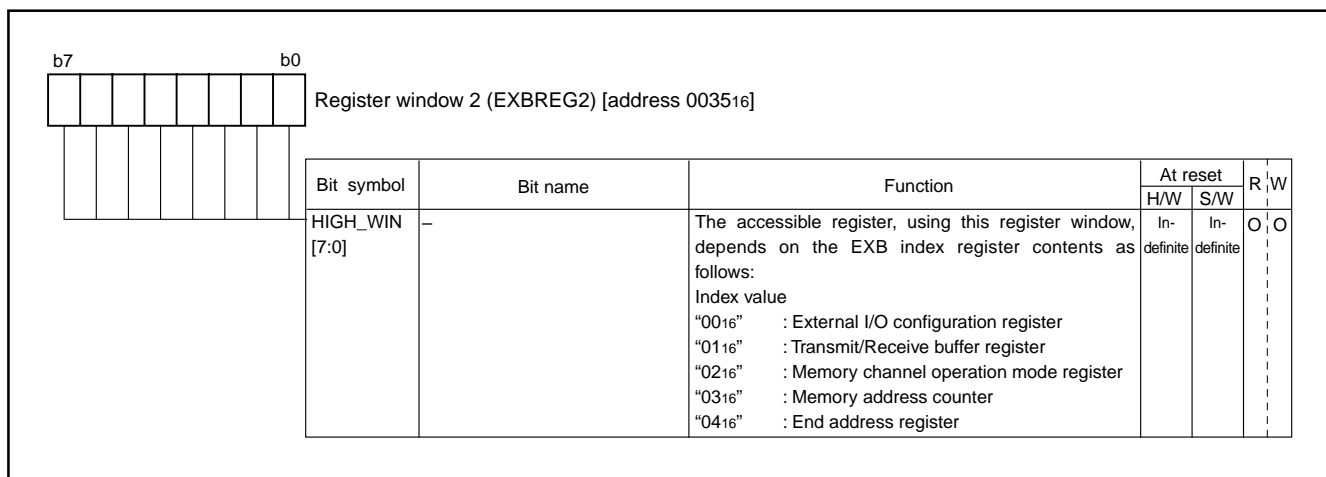 b7 b0
Register window 2 (EXBREG2) [address 003516]
Bit symbol Bit name Function At reset R W
H/W S/W
HIGH_WIN – The accessible register, using this register window, In- In- O O
[7:0] depends on the EXB index register contents as definite definite
follows:
Index value
“0016” : External I/O configuration register
“0116” : Transmit/Receive buffer register
“0216” : Memory channel operation mode register
“0316” : Memory address counter
“0416” : End address register